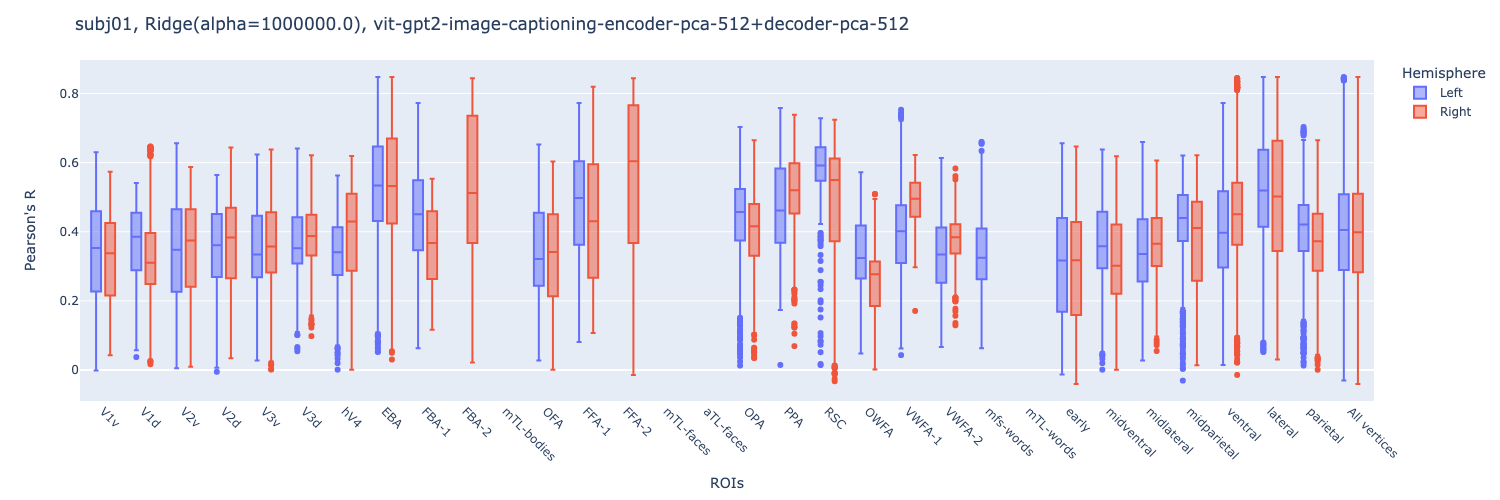 subj01, Ridge(alpha=1000000.0), vit-gpt2-image-captioning-encoder-pca-512+decoder-pca-512
Hemisphere
Left
Right
Pearson's R
0.8
0.6
0.4
0.2
0
V1v
V1d
V2v
V2d
V3v
V3d
hV4
EBA
FBA-1
FBA-2
mTL-bodies
OFA
FFA-1
FFA-2
mTL-faces
aTL-faces
OPA
PPA
RSC
OWFA
VWFA-1
VWFA-2
mfs-words
mTL-words
early
midventral
midlateral
midparietal
ventral
lateral
parietal
All vertices
ROIs